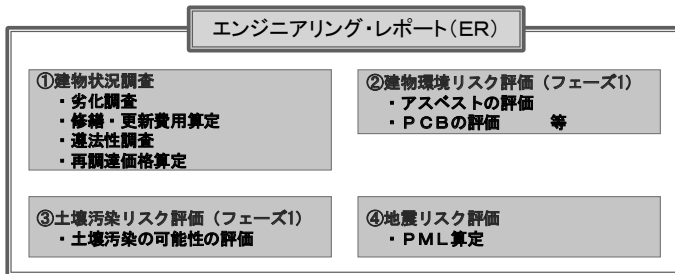 エンジニアリング・レポート(ER)
①建物状況調査
・劣化調査
・修繕・更新費用算定
・遵法性調査
・再調達価格算定
②建物環境リスク評価（フェーズ1）
・アスベストの評価
・ＰＣＢの評価　　等
③土壌汚染リスク評価（フェーズ1）
・土壌汚染の可能性の評価
④地震リスク評価
・ＰＭＬ算定